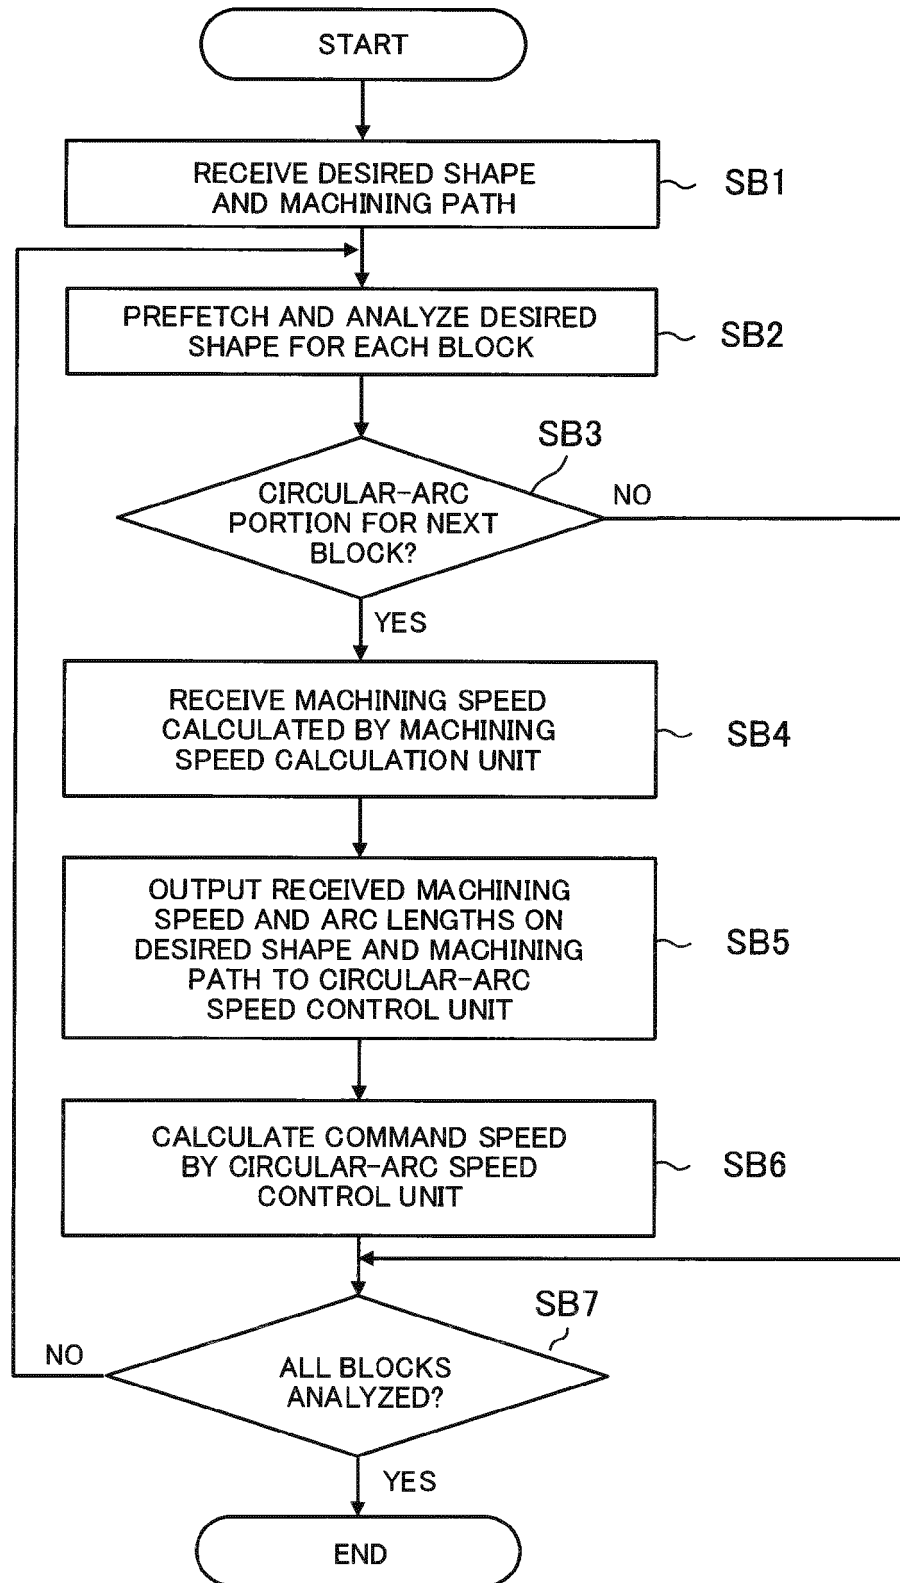 START
RECEIVE DESIRED SHAPE
AND MACHINING PATH
SB1
PREFETCH AND ANALYZE DESIRED
SHAPE FOR EACH BLOCK
SB2
SB3
CIRCULAR-ARC
PORTION FOR NEXT
BLOCK?
NO
YES
RECEIVE MACHINING SPEED
CALCULATED BY MACHINING
SPEED CALCULATION UNIT
SB4
OUTPUT RECEIVED MACHINING
SPEED AND ARC LENGTHS ON
DESIRED SHAPE AND MACHINING
PATH TO CIRCULAR-ARC
SPEED CONTROL UNIT
SB5
CALCULATE COMMAND SPEED
BY CIRCULAR-ARC SPEED
CONTROL UNIT
SB6
SB7
NO
ALL BLOCKS
ANALYZED?
YES
END